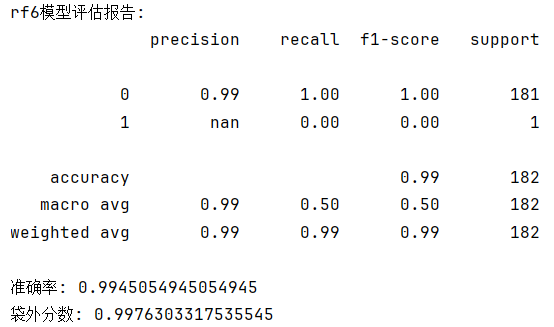 rf6模型评估报告:
precision recall f1-score support
0 0.99 1.00 1.00 181
1 nan 0.00 0.00 1
accuracy 0.99 182
macro avg 0.99 0.50 0.50 182
weighted avg 0.99 0.99 0.99 182
准确率: 0.9945054945054945
袋外分数: 0.9976303317535545